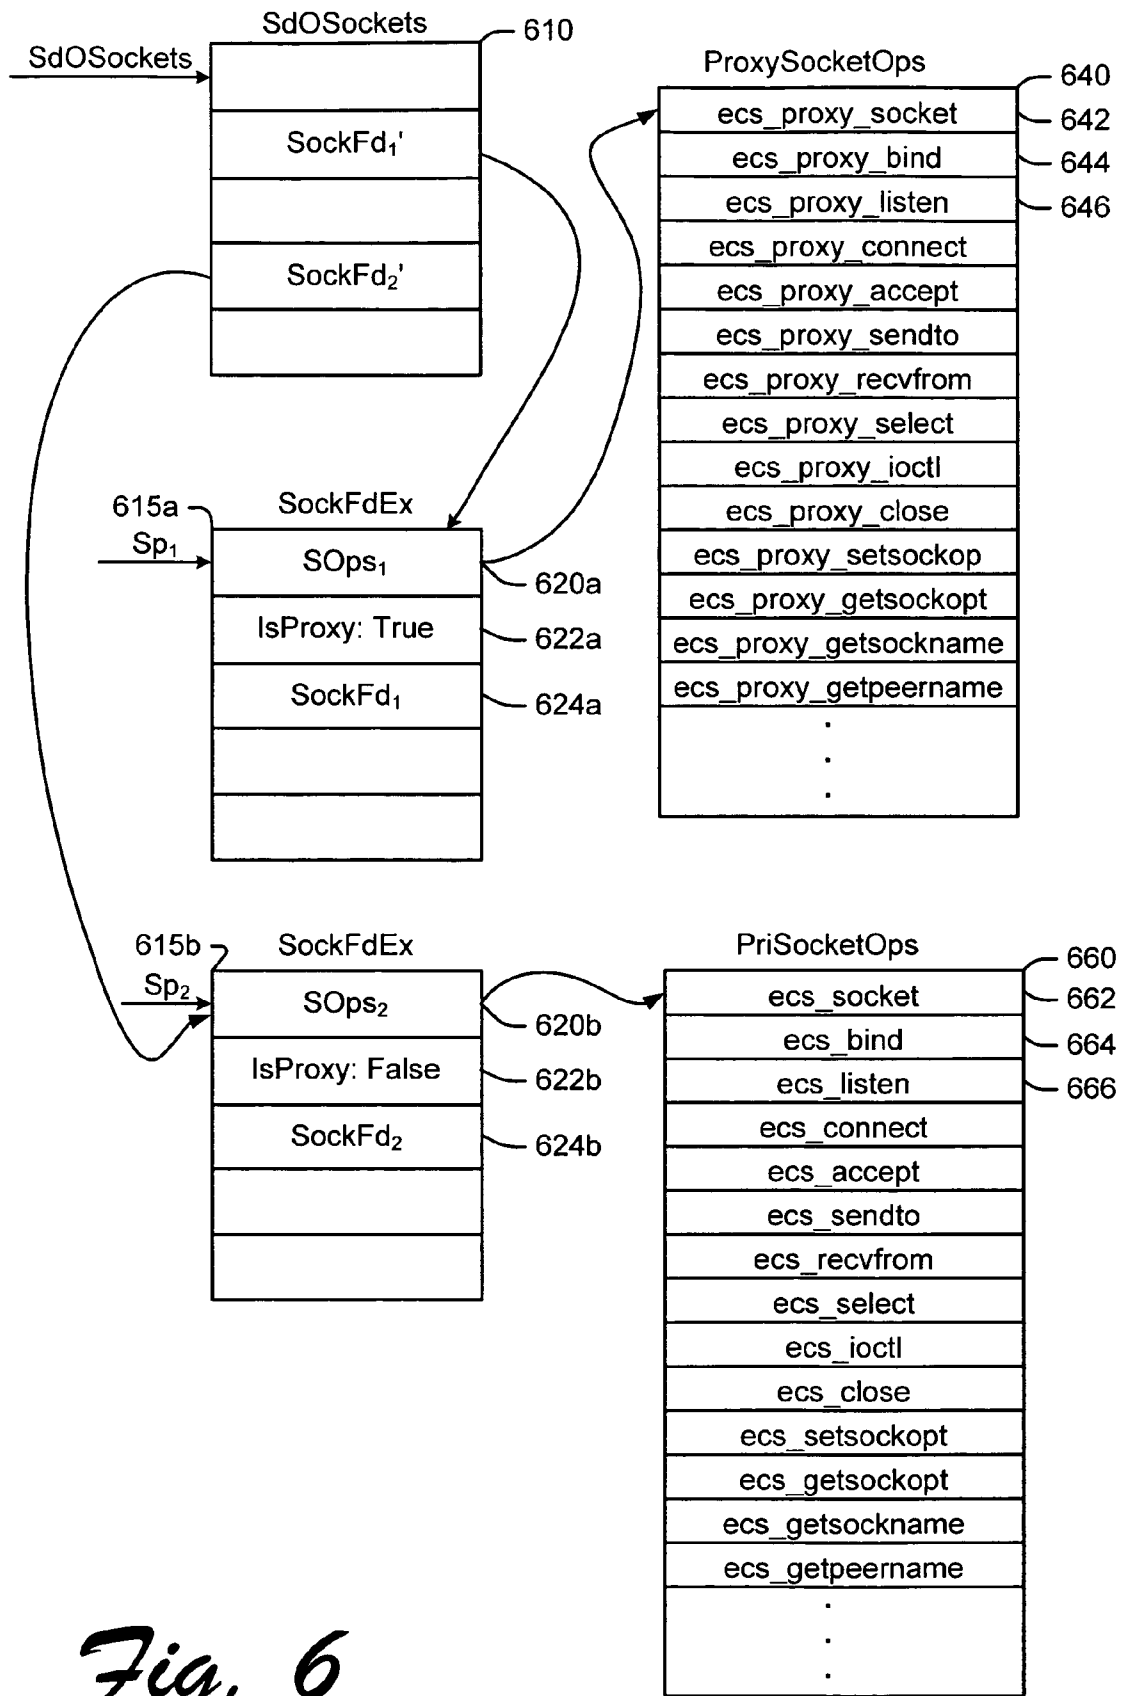 SdOSockets
610
SdOSockets
SockFd₁'
SockFd₂'
ProxySocketOps
640
ecs_proxy_socket
642
ecs_proxy_bind
644
ecs_proxy_listen
646
ecs_proxy_connect
ecs_proxy_accept
ecs_proxy_sendto
ecs_proxy_recvfrom
ecs_proxy_select
ecs_proxy_ioctl
ecs_proxy_close
ecs_proxy_setsockop
ecs_proxy_getsockopt
ecs_proxy_getsockname
ecs_proxy_getpeername
.
.
.
615a
SockFdEx
Sp₁
SOps₁
620a
IsProxy: True
622a
SockFd₁
624a
615b
SockFdEx
Sp₂
SOps₂
620b
IsProxy: False
622b
SockFd₂
624b
PriSocketOps
660
ecs_socket
662
ecs_bind
664
ecs_listen
666
ecs_connect
ecs_accept
ecs_sendto
ecs_recvfrom
ecs_select
ecs_ioctl
ecs_close
ecs_setsockopt
ecs_getsockopt
ecs_getsockname
ecs_getpeername
.
.
.
Fig. 6